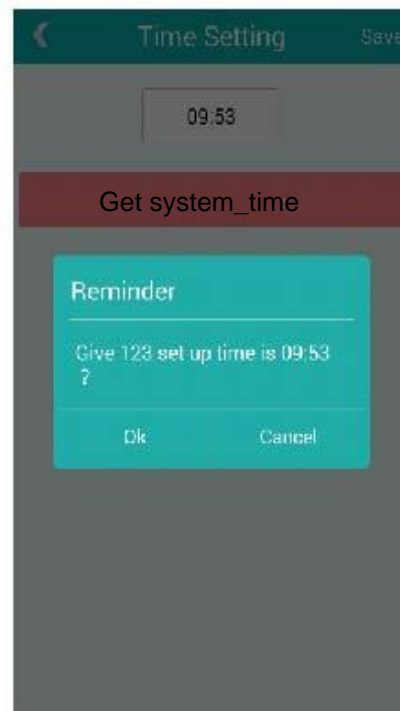 Time Setting Save
09:53
Get system_time
Reminder
Give 123 set up time is 09:53
?
Ok Cancel